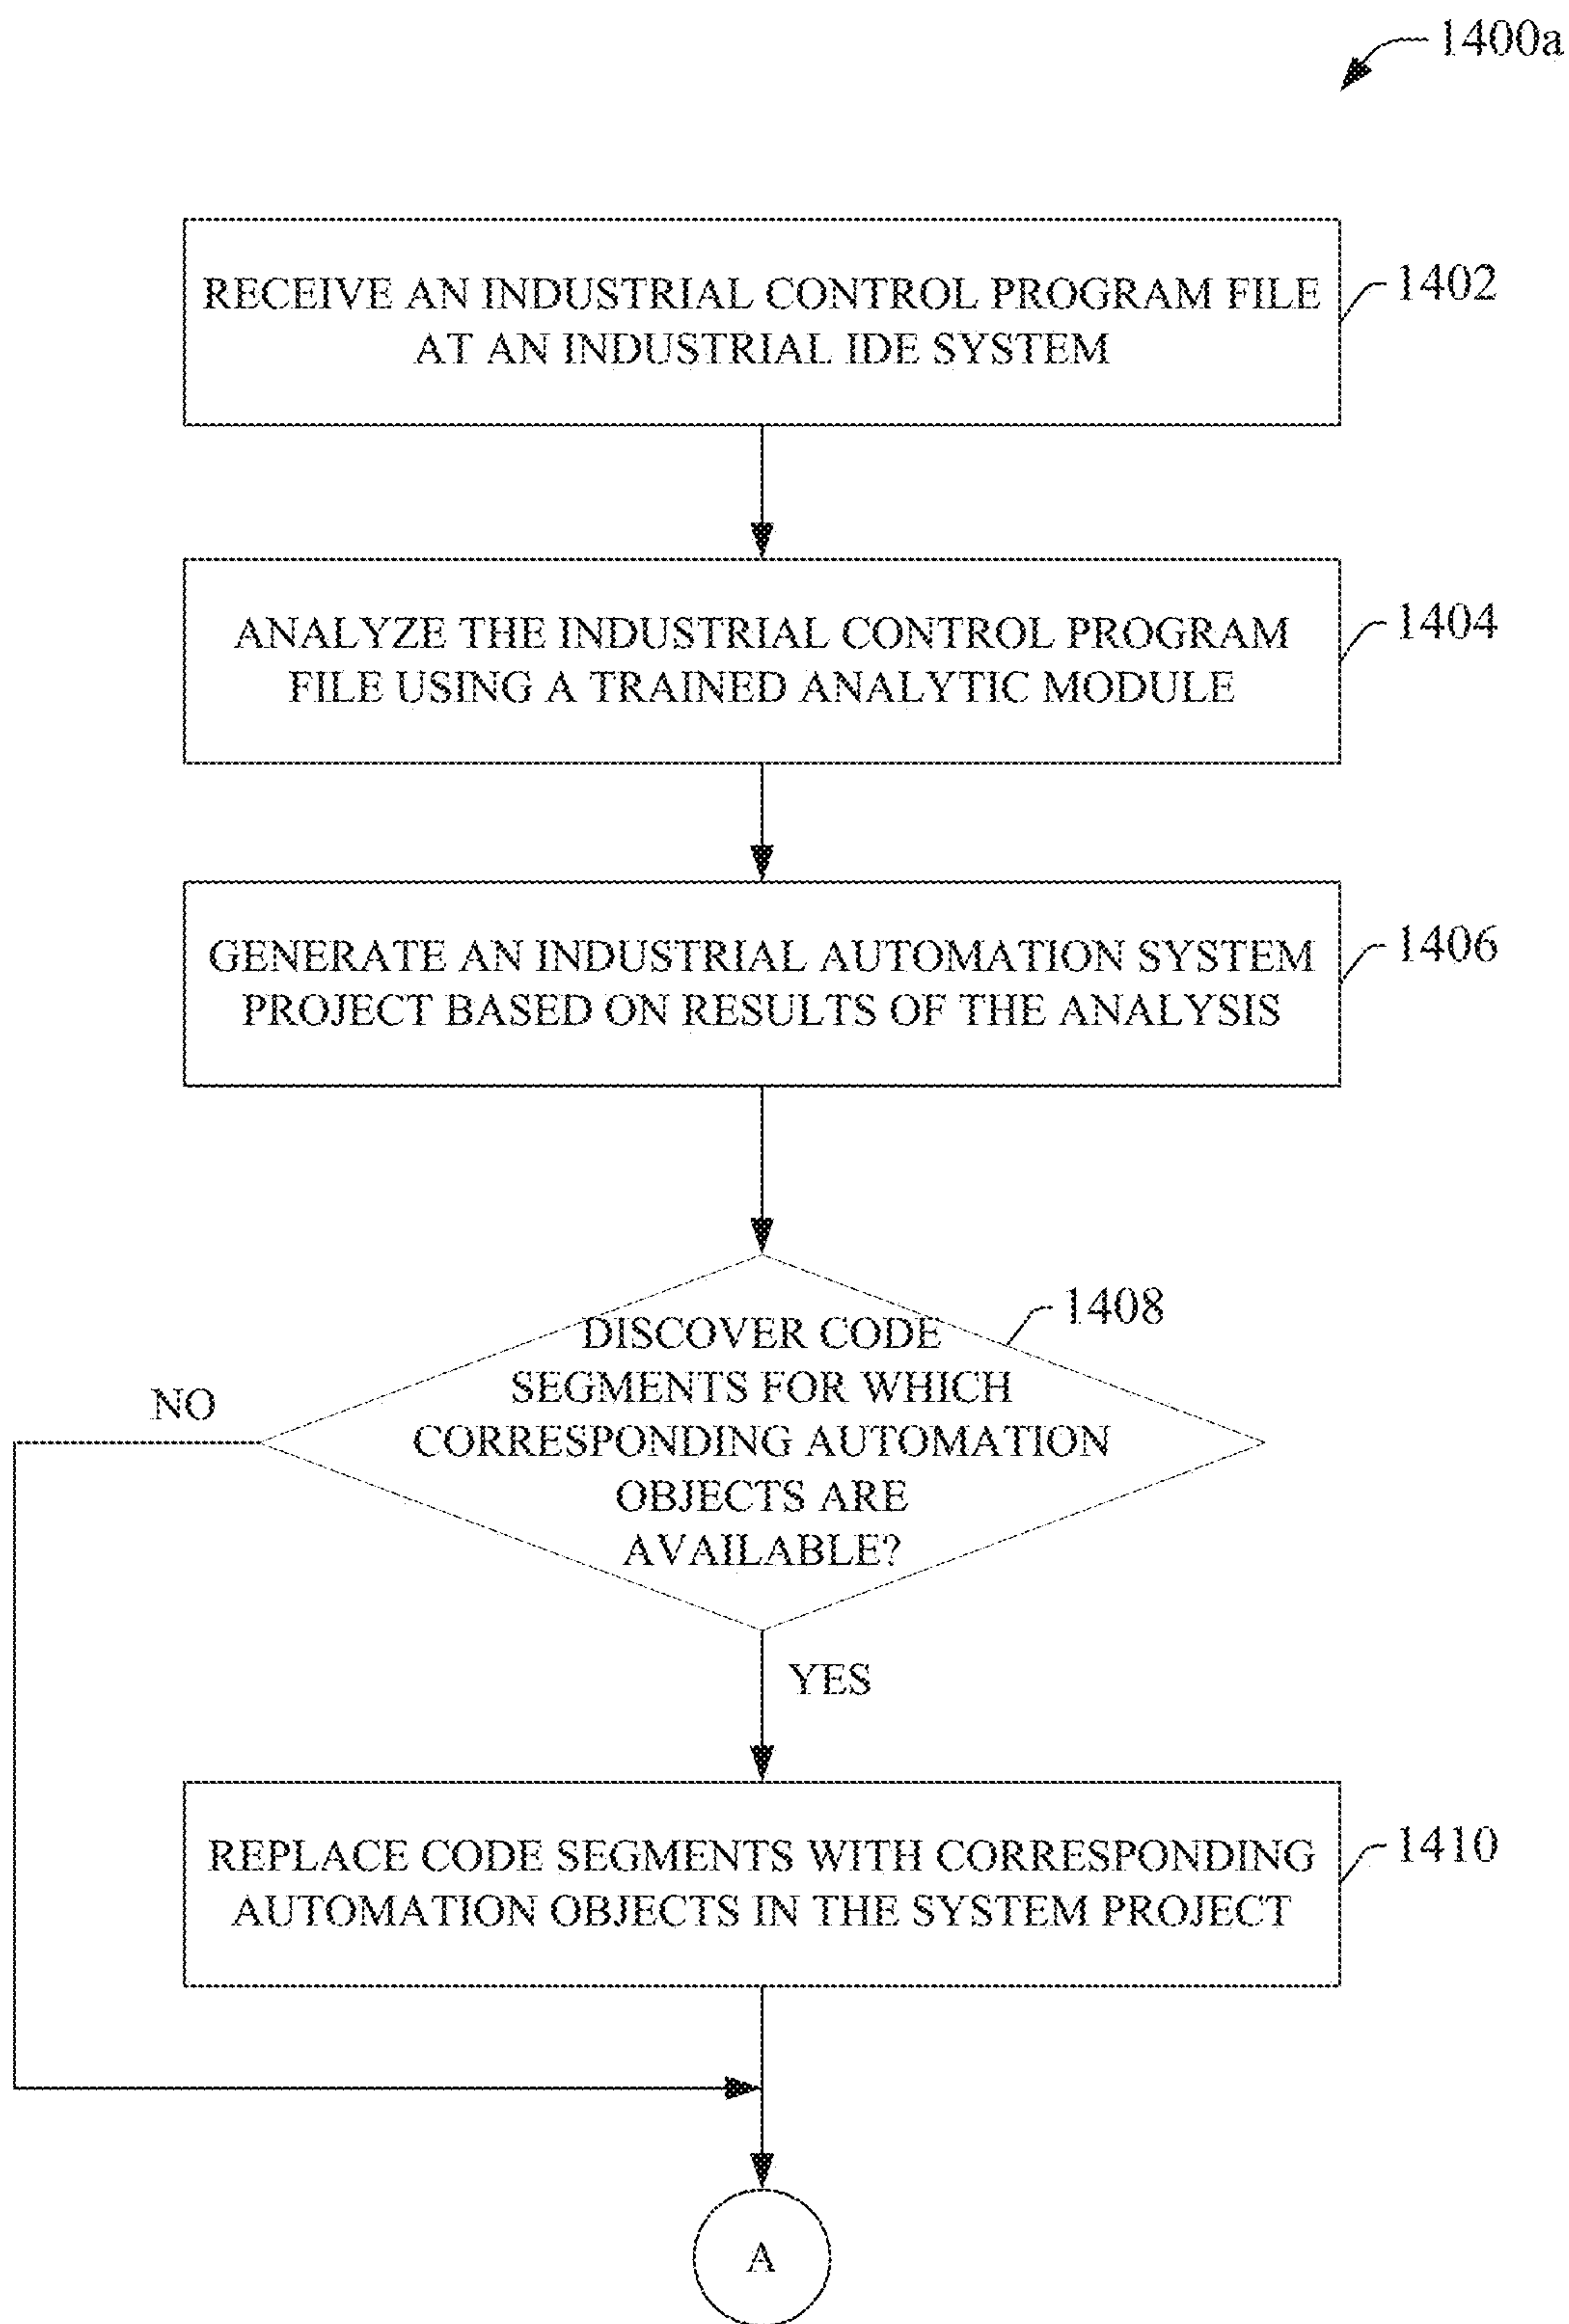 1400a
RECEIVE AN INDUSTRIAL CONTROL PROGRAM FILE
AT AN INDUSTRIAL IDE SYSTEM
1402
ANALYZE THE INDUSTRIAL CONTROL PROGRAM
FILE USING A TRAINED ANALYTIC MODULE
1404
GENERATE AN INDUSTRIAL AUTOMATION SYSTEM
PROJECT BASED ON RESULTS OF THE ANALYSIS
1406
DISCOVER CODE
SEGMENTS FOR WHICH
CORRESPONDING AUTOMATION
OBJECTS ARE
AVAILABLE?
1408
NO
YES
REPLACE CODE SEGMENTS WITH CORRESPONDING
AUTOMATION OBJECTS IN THE SYSTEM PROJECT
1410
A